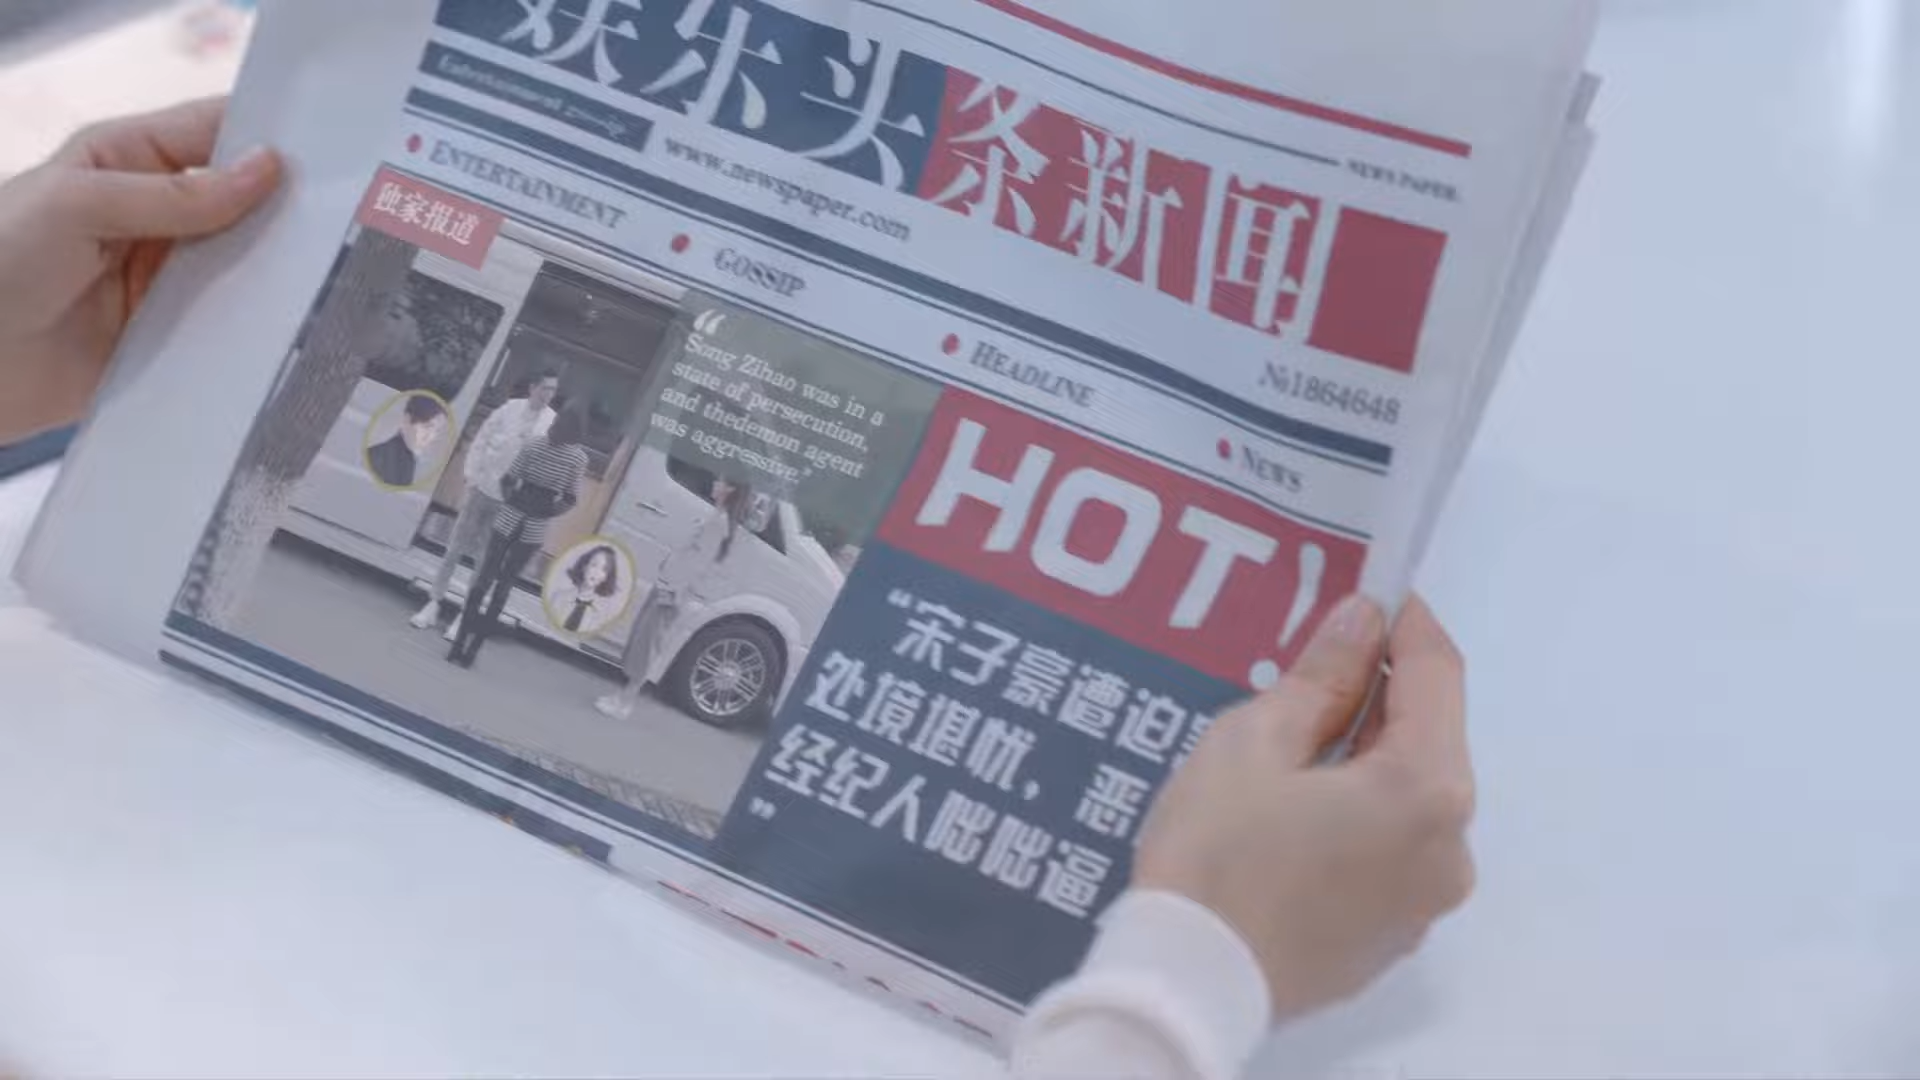 娱乐头条新闻
NEWS PAPER
www.newspaper.com
№1864648
ENTERTAINMENT
GOSSIP
HEADLINE
NEWS
独家报道
“
Song Zihao was in a
state of persecution,
and thedemon agent
was aggressive."
HOT!
“宋子豪遭迫害
处境堪忧，恶
经纪人咄咄逼
”